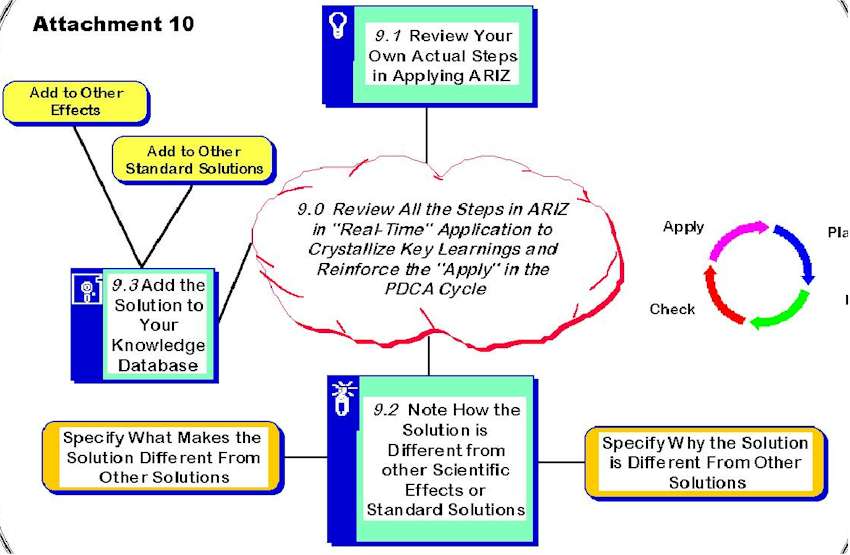 Attachment 10
9.1 Review Your
Own Actual Steps
in Applying ARIZ
Add to Other
Effects
Add to Other
Standard Solutions
9.0 Review All the Steps in ARIZ
in "Real-Time" Application to
Crystallize Key Learnings and
Reinforce the "Apply" in the
PDCA Cycle
Apply
Pla
Check
9.3 Add the
Solution to
Your
Knowledge
Database
9.2 Note How the
Solution is
Different from
other Scientific
Effects or
Standard Solutions
Specify What Makes the
Solution Different From
Other Solutions
Specify Why the Solution
is Different From Other
Solutions